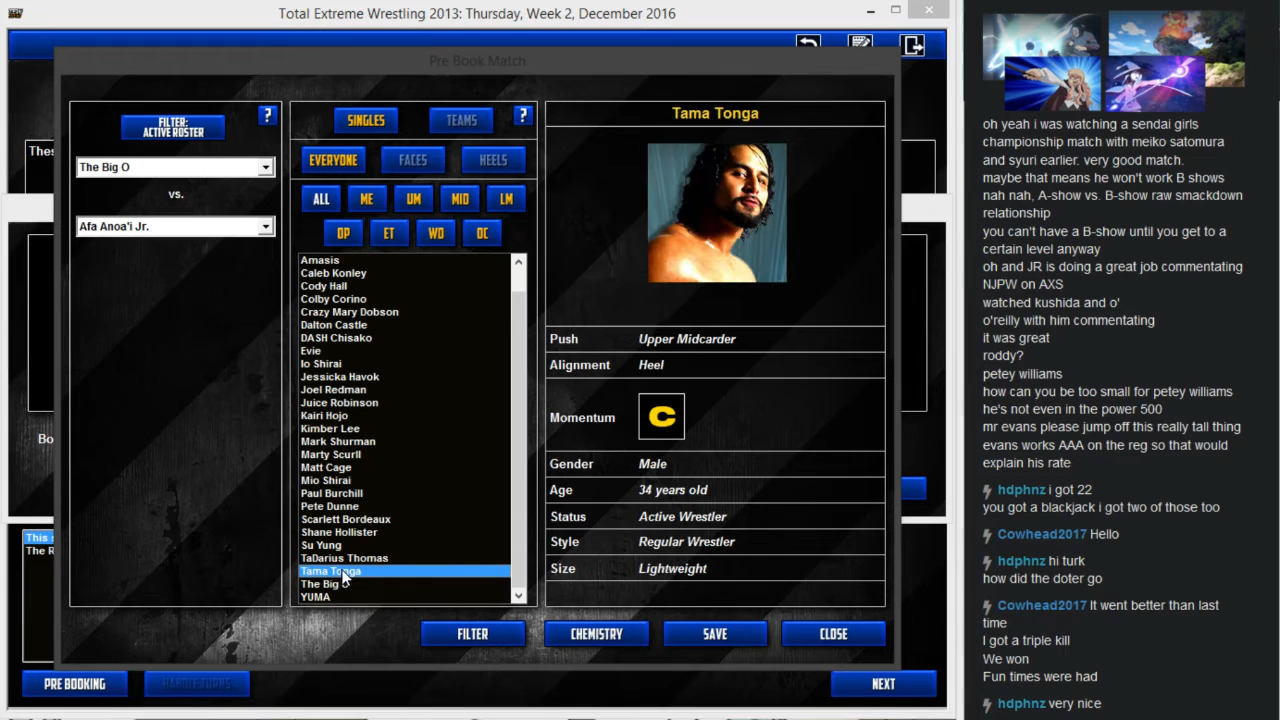 Total Extreme Wrestling 2013: Thursday, Week 2, December 2016
Pre Book Match
FILTER:
ACTIVE ROSTER
?
The Big O
vs.
Afa Anoa'i Jr.
SINGLES
TEAMS
?
EVERYONE
FACES
HEELS
ALL
ME
UM
MID
LM
OP
ET
WO
OC
Amasis
Caleb Konley
Cody Hall
Colby Corino
Crazy Mary Dobson
Dalton Castle
DASH Chisako
Evie
Io Shirai
Jessicka Havok
Joel Redman
Juice Robinson
Kairi Hojo
Kimber Lee
Mark Shurman
Marty Scurll
Matt Cage
Mio Shirai
Paul Burchill
Pete Dunne
Scarlett Bordeaux
Shane Hollister
Su Yung
TaDarius Thomas
Tama Tonga
The Big O
YUMA
Tama Tonga
Push Upper Midcarder
Alignment Heel
Momentum C
Gender Male
Age 34 years old
Status Active Wrestler
Style Regular Wrestler
Size Lightweight
FILTER
CHEMISTRY
SAVE
CLOSE
Thes
Bo
This s
The R
PRE BOOKING
HANDLE TURNS
NEXT
oh yeah i was watching a sendai girls
championship match with meiko satomura
and syuri earlier. very good match.
maybe that means he won't work B shows
nah nah, A-show vs. B-show raw smackdown
relationship
you can't have a B-show until you get to a
certain level anyway
oh and JR is doing a great job commentating
NJPW on AXS
watched kushida and o'
o'reilly with him commentating
it was great
roddy?
petey williams
how can you be too small for petey williams
he's not even in the power 500
mr evans please jump off this really tall thing
evans works AAA on the reg so that would
explain his rate
hdphnz i got 22
you got a blackjack i got two of those too
Cowhead2017 Hello
hdphnz hi turk
how did the doter go
Cowhead2017 It went better than last
time
I got a triple kill
We won
Fun times were had
hdphnz very nice